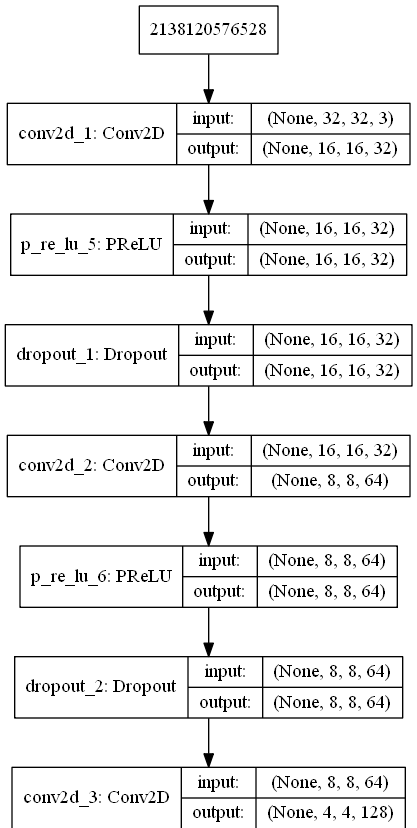 2138120576528
conv2d_1: Conv2D
input: (None, 32, 32, 3)
output: (None, 16, 16, 32)
p_re_lu_5: PReLU
input: (None, 16, 16, 32)
output: (None, 16, 16, 32)
dropout_1: Dropout
input: (None, 16, 16, 32)
output: (None, 16, 16, 32)
conv2d_2: Conv2D
input: (None, 16, 16, 32)
output: (None, 8, 8, 64)
p_re_lu_6: PReLU
input: (None, 8, 8, 64)
output: (None, 8, 8, 64)
dropout_2: Dropout
input: (None, 8, 8, 64)
output: (None, 8, 8, 64)
conv2d_3: Conv2D
input: (None, 8, 8, 64)
output: (None, 4, 4, 128)